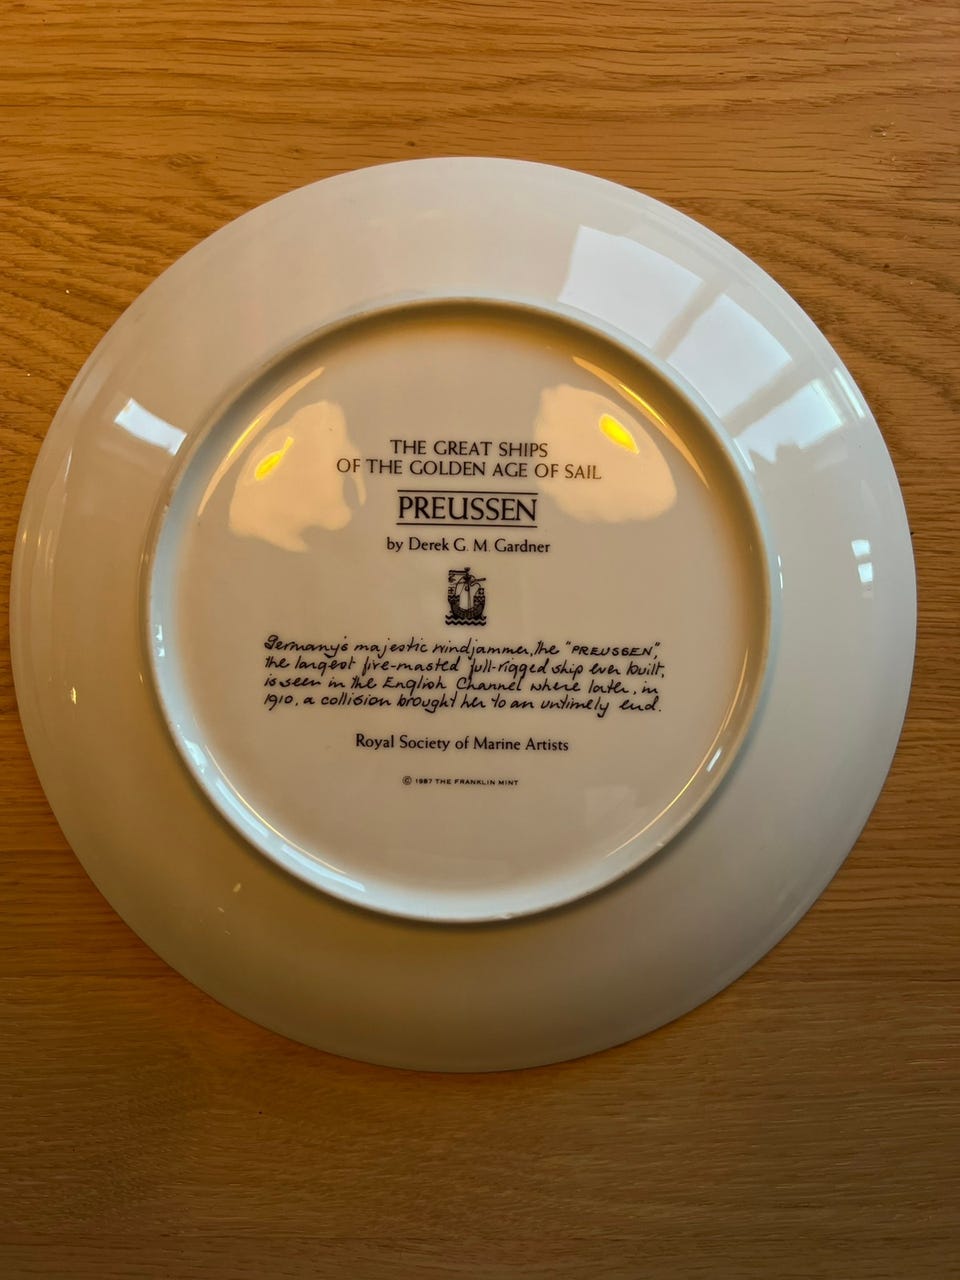 THE GREAT SHIPS
OF THE GOLDEN AGE OF SAIL
PREUSSEN
by Derek G. M. Gardner
Germany's majestic windjammer, the "PREUSSEN",
the largest five-masted full-rigged ship ever built,
is seen in the English Channel where later, in
1910, a collision brought her to an untimely end.
Royal Society of Marine Artists
© 1987 THE FRANKLIN MINT